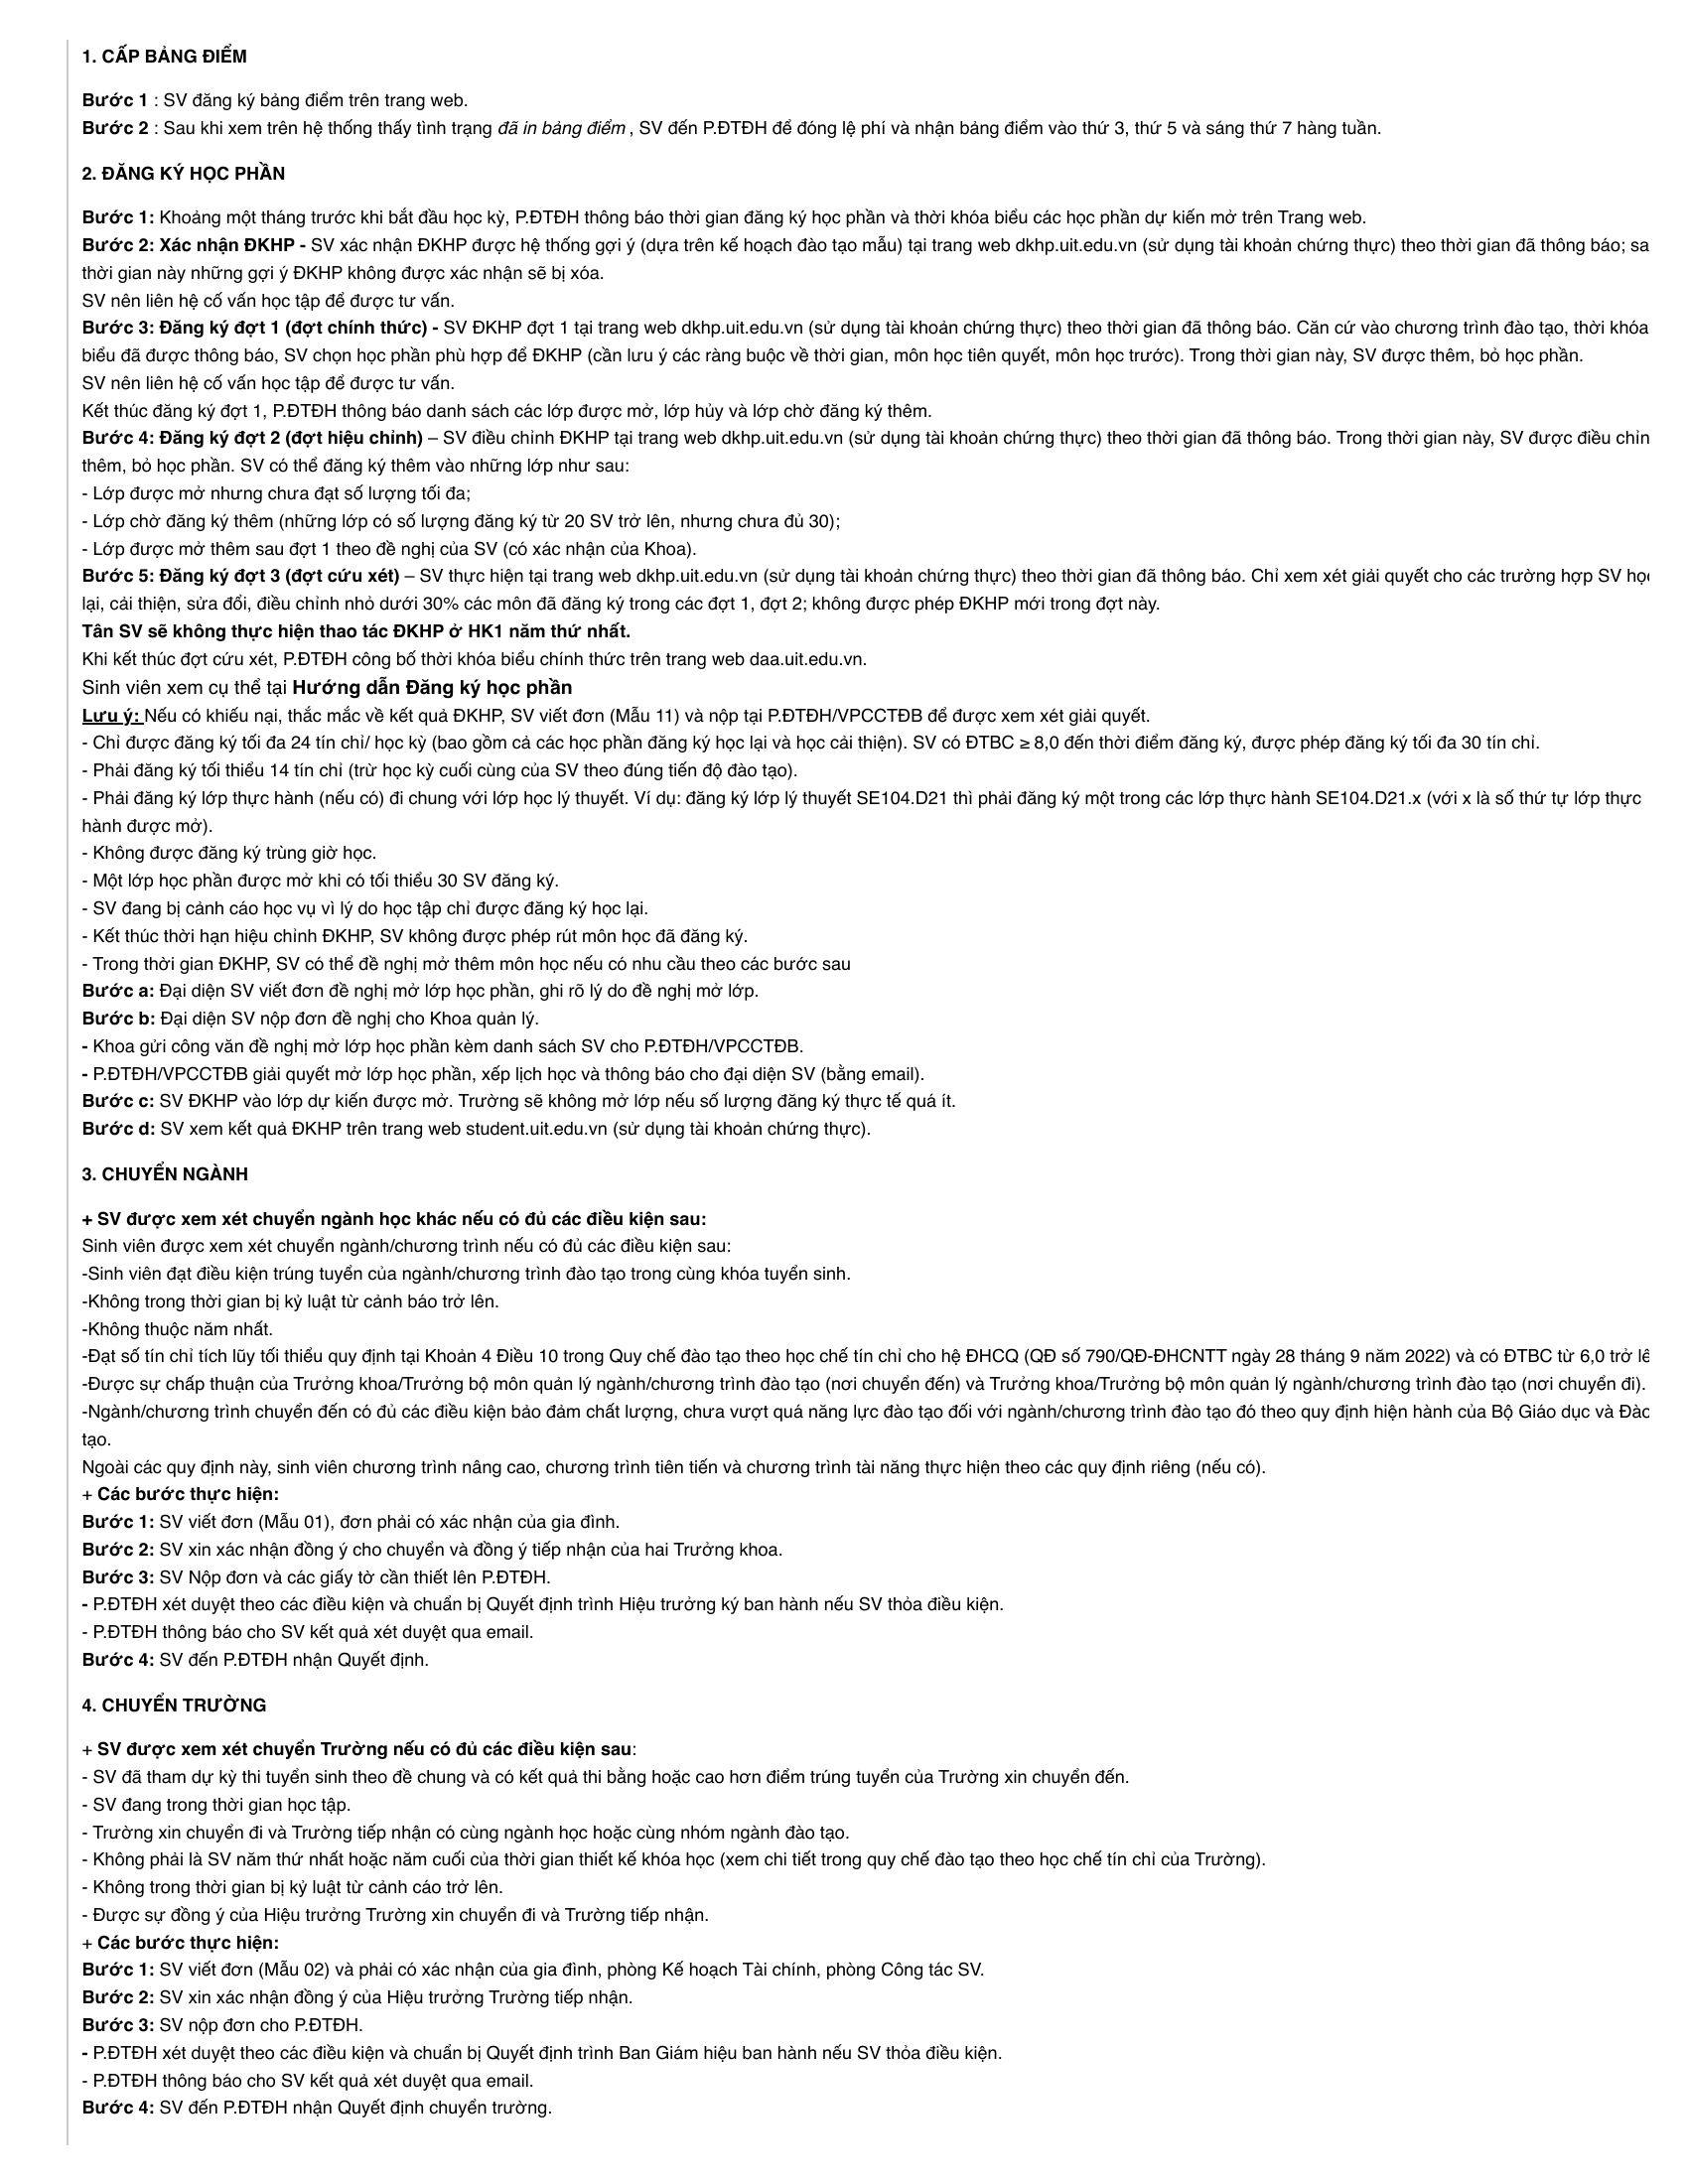 1. CẤP BẢNG ĐIỂM
Bước 1 : SV đăng ký bảng điểm trên trang web.
Bước 2 : Sau khi xem trên hệ thống thấy tình trạng đã in bảng điểm , SV đến P.ĐTĐH để đóng lệ phí và nhận bảng điểm vào thứ 3, thứ 5 và sáng thứ 7 hàng tuần.
2. ĐĂNG KÝ HỌC PHẦN
Bước 1: Khoảng một tháng trước khi bắt đầu học kỳ, P.ĐTĐH thông báo thời gian đăng ký học phần và thời khóa biểu các học phần dự kiến mở trên Trang web.
Bước 2: Xác nhận ĐKHP - SV xác nhận ĐKHP được hệ thống gợi ý (dựa trên kế hoạch đào tạo mẫu) tại trang web dkhp.uit.edu.vn (sử dụng tài khoản chứng thực) theo thời gian đã thông báo; sa
thời gian này những gợi ý ĐKHP không được xác nhận sẽ bị xóa.
SV nên liên hệ cố vấn học tập để được tư vấn.
Bước 3: Đăng ký đợt 1 (đợt chính thức) - SV ĐKHP đợt 1 tại trang web dkhp.uit.edu.vn (sử dụng tài khoản chứng thực) theo thời gian đã thông báo. Căn cứ vào chương trình đào tạo, thời khóa
biểu đã được thông báo, SV chọn học phần phù hợp để ĐKHP (cần lưu ý các ràng buộc về thời gian, môn học tiên quyết, môn học trước). Trong thời gian này, SV được thêm, bỏ học phần.
SV nên liên hệ cố vấn học tập để được tư vấn.
Kết thúc đăng ký đợt 1, P.ĐTĐH thông báo danh sách các lớp được mở, lớp hủy và lớp chờ đăng ký thêm.
Bước 4: Đăng ký đợt 2 (đợt hiệu chỉnh) – SV điều chỉnh ĐKHP tại trang web dkhp.uit.edu.vn (sử dụng tài khoản chứng thực) theo thời gian đã thông báo. Trong thời gian này, SV được điều chỉn
thêm, bỏ học phần. SV có thể đăng ký thêm vào những lớp như sau:
- Lớp được mở nhưng chưa đạt số lượng tối đa;
- Lớp chờ đăng ký thêm (những lớp có số lượng đăng ký từ 20 SV trở lên, nhưng chưa đủ 30);
- Lớp được mở thêm sau đợt 1 theo đề nghị của SV (có xác nhận của Khoa).
Bước 5: Đăng ký đợt 3 (đợt cứu xét) – SV thực hiện tại trang web dkhp.uit.edu.vn (sử dụng tài khoản chứng thực) theo thời gian đã thông báo. Chỉ xem xét giải quyết cho các trường hợp SV học
lại, cải thiện, sửa đổi, điều chỉnh nhỏ dưới 30% các môn đã đăng ký trong các đợt 1, đợt 2; không được phép ĐKHP mới trong đợt này.
Tân SV sẽ không thực hiện thao tác ĐKHP ở HK1 năm thứ nhất.
Khi kết thúc đợt cứu xét, P.ĐTĐH công bố thời khóa biểu chính thức trên trang web daa.uit.edu.vn.
Sinh viên xem cụ thể tại Hướng dẫn Đăng ký học phần
Lưu ý: Nếu có khiếu nại, thắc mắc về kết quả ĐKHP, SV viết đơn (Mẫu 11) và nộp tại P.ĐTĐH/VPCCTĐB để được xem xét giải quyết.
- Chỉ được đăng ký tối đa 24 tín chỉ/ học kỳ (bao gồm cả các học phần đăng ký học lại và học cải thiện). SV có ĐTBC ≥ 8,0 đến thời điểm đăng ký, được phép đăng ký tối đa 30 tín chỉ.
- Phải đăng ký tối thiểu 14 tín chỉ (trừ học kỳ cuối cùng của SV theo đúng tiến độ đào tạo).
- Phải đăng ký lớp thực hành (nếu có) đi chung với lớp học lý thuyết. Ví dụ: đăng ký lớp lý thuyết SE104.D21 thì phải đăng ký một trong các lớp thực hành SE104.D21.x (với x là số thứ tự lớp thực
hành được mở).
- Không được đăng ký trùng giờ học.
- Một lớp học phần được mở khi có tối thiểu 30 SV đăng ký.
- SV đang bị cảnh cáo học vụ vì lý do học tập chỉ được đăng ký học lại.
- Kết thúc thời hạn hiệu chỉnh ĐKHP, SV không được phép rút môn học đã đăng ký.
- Trong thời gian ĐKHP, SV có thể đề nghị mở thêm môn học nếu có nhu cầu theo các bước sau
Bước a: Đại diện SV viết đơn đề nghị mở lớp học phần, ghi rõ lý do đề nghị mở lớp.
Bước b: Đại diện SV nộp đơn đề nghị cho Khoa quản lý.
- Khoa gửi công văn đề nghị mở lớp học phần kèm danh sách SV cho P.ĐTĐH/VPCCTĐB.
- P.ĐTĐH/VPCCTĐB giải quyết mở lớp học phần, xếp lịch học và thông báo cho đại diện SV (bằng email).
Bước c: SV ĐKHP vào lớp dự kiến được mở. Trường sẽ không mở lớp nếu số lượng đăng ký thực tế quá ít.
Bước d: SV xem kết quả ĐKHP trên trang web student.uit.edu.vn (sử dụng tài khoản chứng thực).
3. CHUYỂN NGÀNH
+ SV được xem xét chuyển ngành học khác nếu có đủ các điều kiện sau:
Sinh viên được xem xét chuyển ngành/chương trình nếu có đủ các điều kiện sau:
-Sinh viên đạt điều kiện trúng tuyển của ngành/chương trình đào tạo trong cùng khóa tuyển sinh.
-Không trong thời gian bị kỷ luật từ cảnh báo trở lên.
-Không thuộc năm nhất.
-Đạt số tín chỉ tích lũy tối thiểu quy định tại Khoản 4 Điều 10 trong Quy chế đào tạo theo học chế tín chỉ cho hệ ĐHCQ (QĐ số 790/QĐ-ĐHCNTT ngày 28 tháng 9 năm 2022) và có ĐTBC từ 6,0 trở lê
-Được sự chấp thuận của Trưởng khoa/Trưởng bộ môn quản lý ngành/chương trình đào tạo (nơi chuyển đến) và Trưởng khoa/Trưởng bộ môn quản lý ngành/chương trình đào tạo (nơi chuyển đi).
-Ngành/chương trình chuyển đến có đủ các điều kiện bảo đảm chất lượng, chưa vượt quá năng lực đào tạo đối với ngành/chương trình đào tạo đó theo quy định hiện hành của Bộ Giáo dục và Đào
tạo.
Ngoài các quy định này, sinh viên chương trình nâng cao, chương trình tiên tiến và chương trình tài năng thực hiện theo các quy định riêng (nếu có).
+ Các bước thực hiện:
Bước 1: SV viết đơn (Mẫu 01), đơn phải có xác nhận của gia đình.
Bước 2: SV xin xác nhận đồng ý cho chuyển và đồng ý tiếp nhận của hai Trưởng khoa.
Bước 3: SV Nộp đơn và các giấy tờ cần thiết lên P.ĐTĐH.
- P.ĐTĐH xét duyệt theo các điều kiện và chuẩn bị Quyết định trình Hiệu trưởng ký ban hành nếu SV thỏa điều kiện.
- P.ĐTĐH thông báo cho SV kết quả xét duyệt qua email.
Bước 4: SV đến P.ĐTĐH nhận Quyết định.
4. CHUYỂN TRƯỜNG
+ SV được xem xét chuyển Trường nếu có đủ các điều kiện sau:
- SV đã tham dự kỳ thi tuyển sinh theo đề chung và có kết quả thi bằng hoặc cao hơn điểm trúng tuyển của Trường xin chuyển đến.
- SV đang trong thời gian học tập.
- Trường xin chuyển đi và Trường tiếp nhận có cùng ngành học hoặc cùng nhóm ngành đào tạo.
- Không phải là SV năm thứ nhất hoặc năm cuối của thời gian thiết kế khóa học (xem chi tiết trong quy chế đào tạo theo học chế tín chỉ của Trường).
- Không trong thời gian bị kỷ luật từ cảnh cáo trở lên.
- Được sự đồng ý của Hiệu trưởng Trường xin chuyển đi và Trường tiếp nhận.
+ Các bước thực hiện:
Bước 1: SV viết đơn (Mẫu 02) và phải có xác nhận của gia đình, phòng Kế hoạch Tài chính, phòng Công tác SV.
Bước 2: SV xin xác nhận đồng ý của Hiệu trưởng Trường tiếp nhận.
Bước 3: SV nộp đơn cho P.ĐTĐH.
- P.ĐTĐH xét duyệt theo các điều kiện và chuẩn bị Quyết định trình Ban Giám hiệu ban hành nếu SV thỏa điều kiện.
- P.ĐTĐH thông báo cho SV kết quả xét duyệt qua email.
Bước 4: SV đến P.ĐTĐH nhận Quyết định chuyển trường.